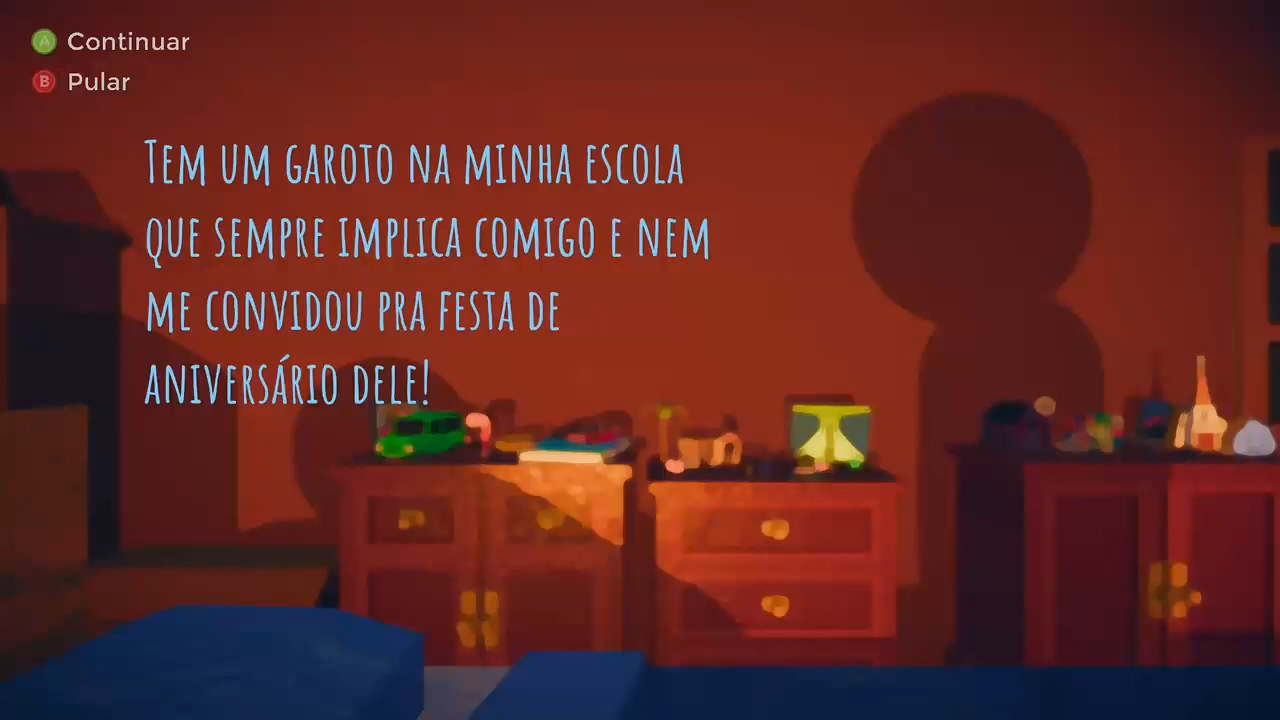 A Continuar
B Pular
Tem um garoto na minha escola
que sempre implica comigo e nem
me convidou pra festa de
aniversário dele!